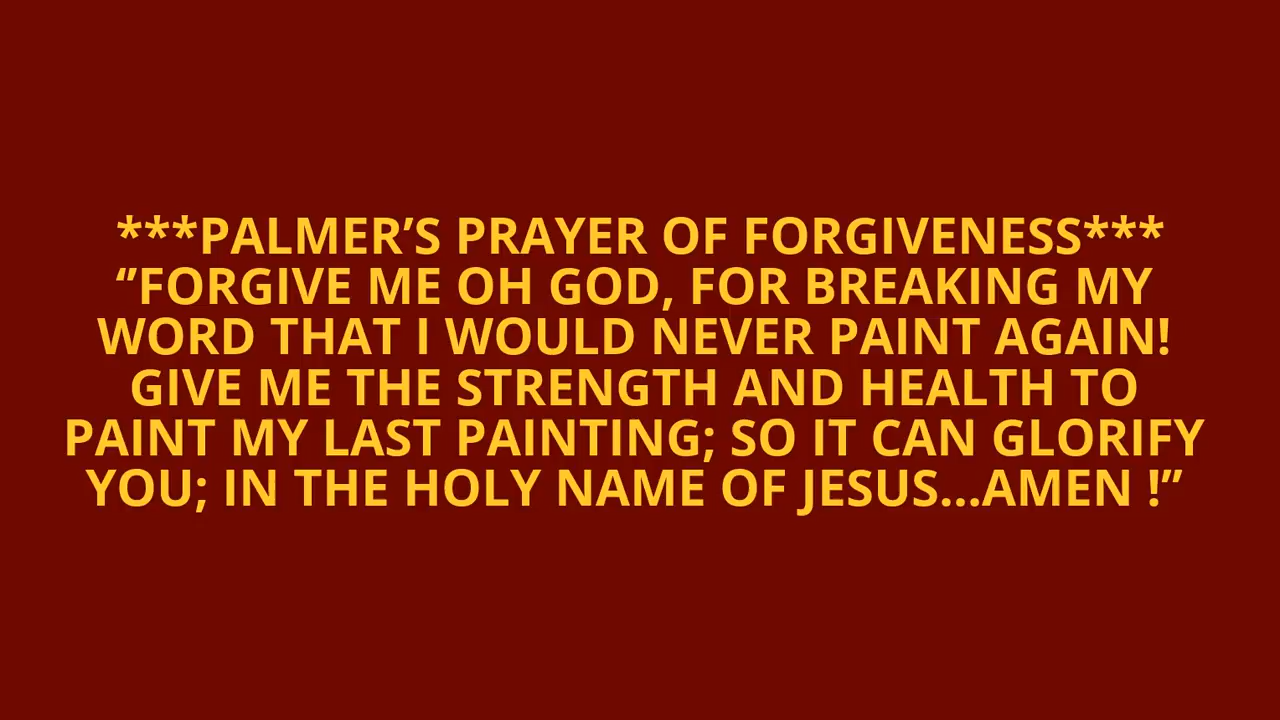 ***PALMER’S PRAYER OF FORGIVENESS***
“FORGIVE ME OH GOD, FOR BREAKING MY
WORD THAT I WOULD NEVER PAINT AGAIN!
GIVE ME THE STRENGTH AND HEALTH TO
PAINT MY LAST PAINTING; SO IT CAN GLORIFY
YOU; IN THE HOLY NAME OF JESUS...AMEN !”